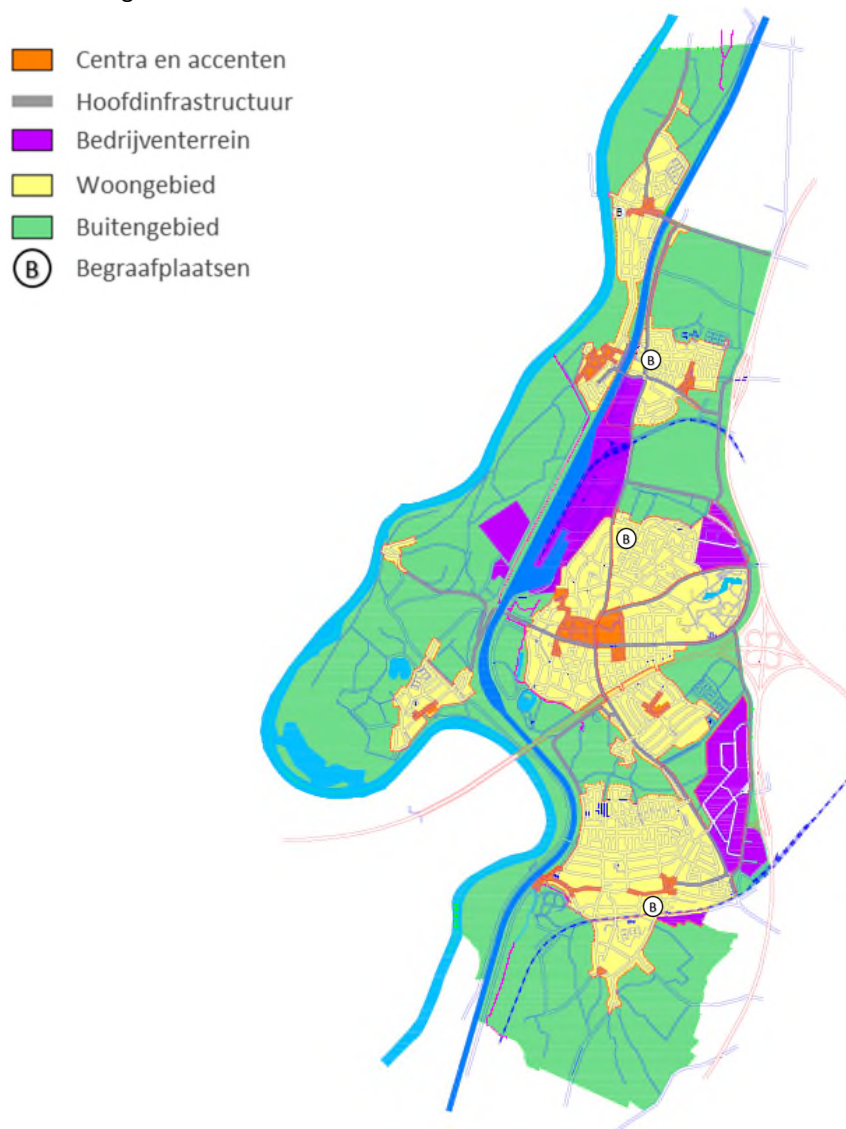 Centra en accenten
Hoofdinfrastructuur
Bedrijventerrein
Woongebied
Buitengebied
B Begraafplaatsen
B
B
B